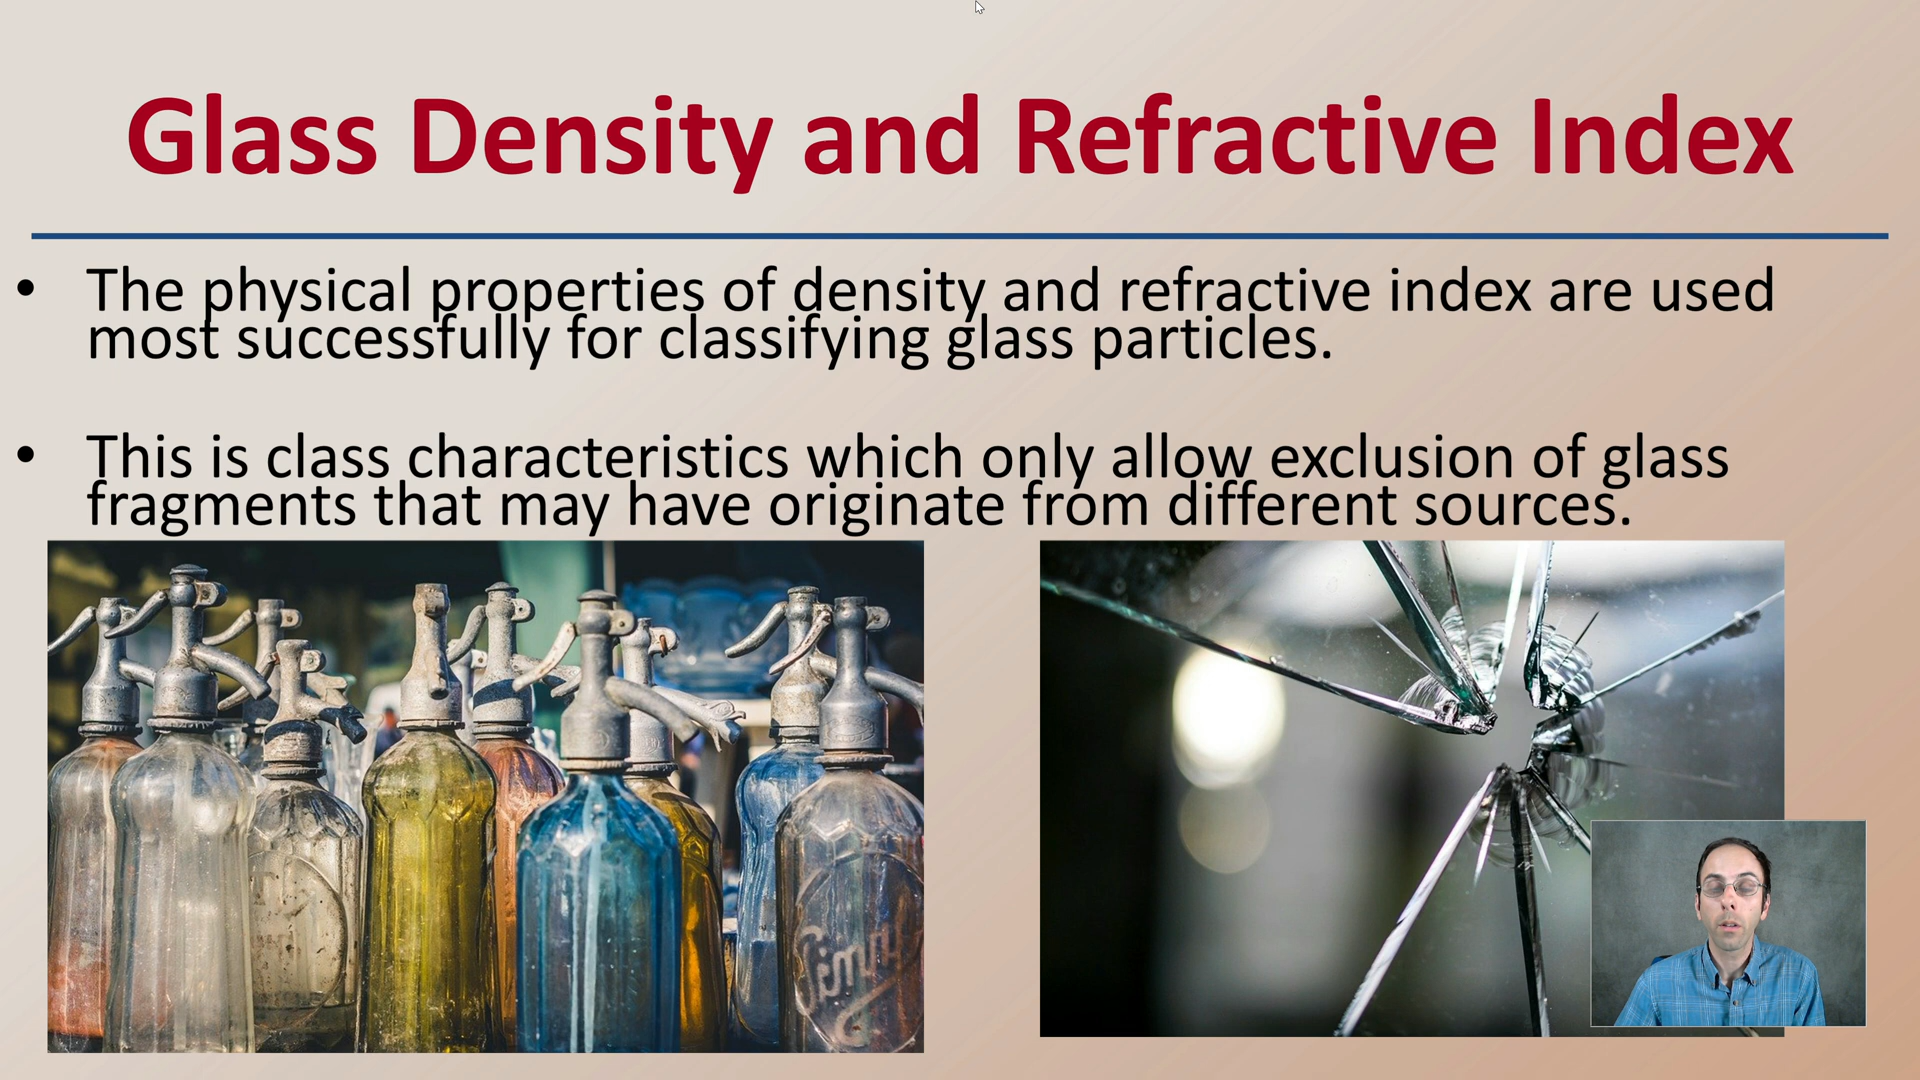 Glass Density and Refractive Index
• The physical properties of density and refractive index are used
most successfully for classifying glass particles.
• This is class characteristics which only allow exclusion of glass
fragments that may have originate from different sources.